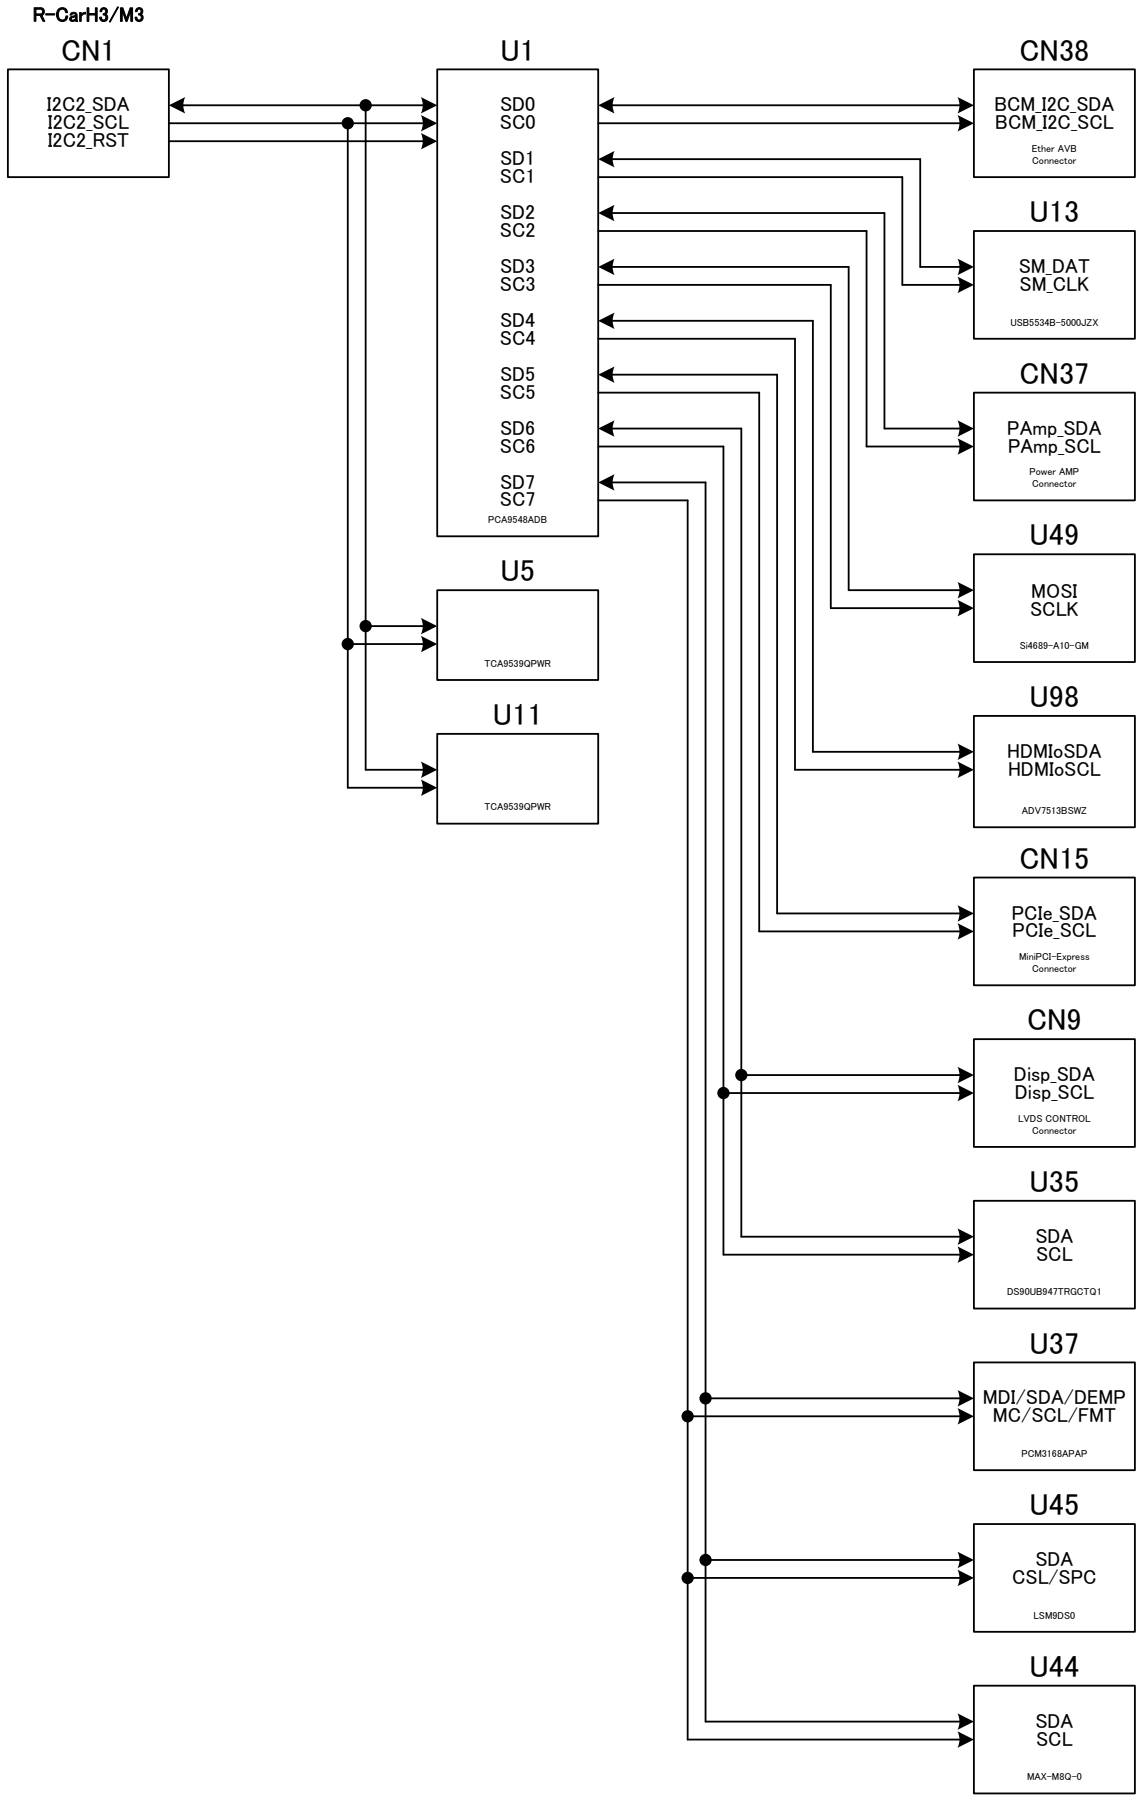 R-CarH3/M3
CN1
I2C2_SDA
I2C2_SCL
I2C2_RST
U1
SD0
SC0
SD1
SC1
SD2
SC2
SD3
SC3
SD4
SC4
SD5
SC5
SD6
SC6
SD7
SC7
PCA9548ADB
U5
TCA9539QPWR
U11
TCA9539QPWR
CN38
BCM_I2C_SDA
BCM_I2C_SCL
Ether AVB
Connector
U13
SM_DAT
SM_CLK
USB5534B-5000JZX
CN37
PAmp_SDA
PAmp_SCL
Power AMP
Connector
U49
MOSI
SCLK
Si4689-A10-GM
U98
HDMIoSDA
HDMIoSCL
ADV7513BSWZ
CN15
PCIe_SDA
PCIe_SCL
MiniPCI-Express
Connector
CN9
Disp_SDA
Disp_SCL
LVDS CONTROL
Connector
U35
SDA
SCL
DS90UB947TRGCTQ1
U37
MDI/SDA/DEMP
MC/SCL/FMT
PCM3168APAP
U45
SDA
CSL/SPC
LSM9DS0
U44
SDA
SCL
MAX-M8Q-0